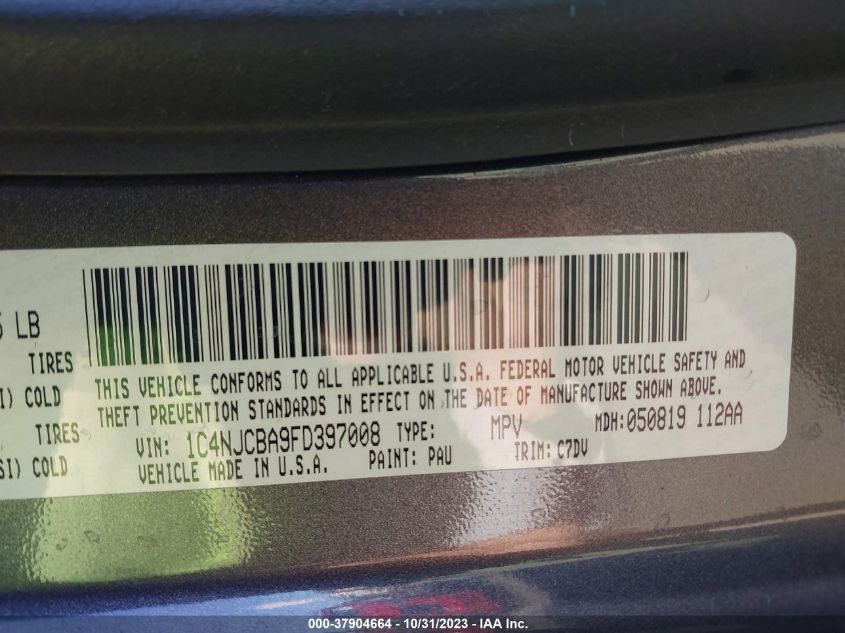 5 LB
TIRES
I) COLD
TIRES
SI) COLD
THIS VEHICLE CONFORMS TO ALL APPLICABLE U.S.A. FEDERAL MOTOR VEHICLE SAFETY AND
THEFT PREVENTION STANDARDS IN EFFECT ON THE DATE OF MANUFACTURE SHOWN ABOVE.
VIN: 1C4NJCBA9FD397008 TYPE: MPV MDH:050819 112AA
VEHICLE MADE IN U.S.A. PAINT: PAU TRIM: C7DV
000-37904664 - 10/31/2023 - IAA Inc.